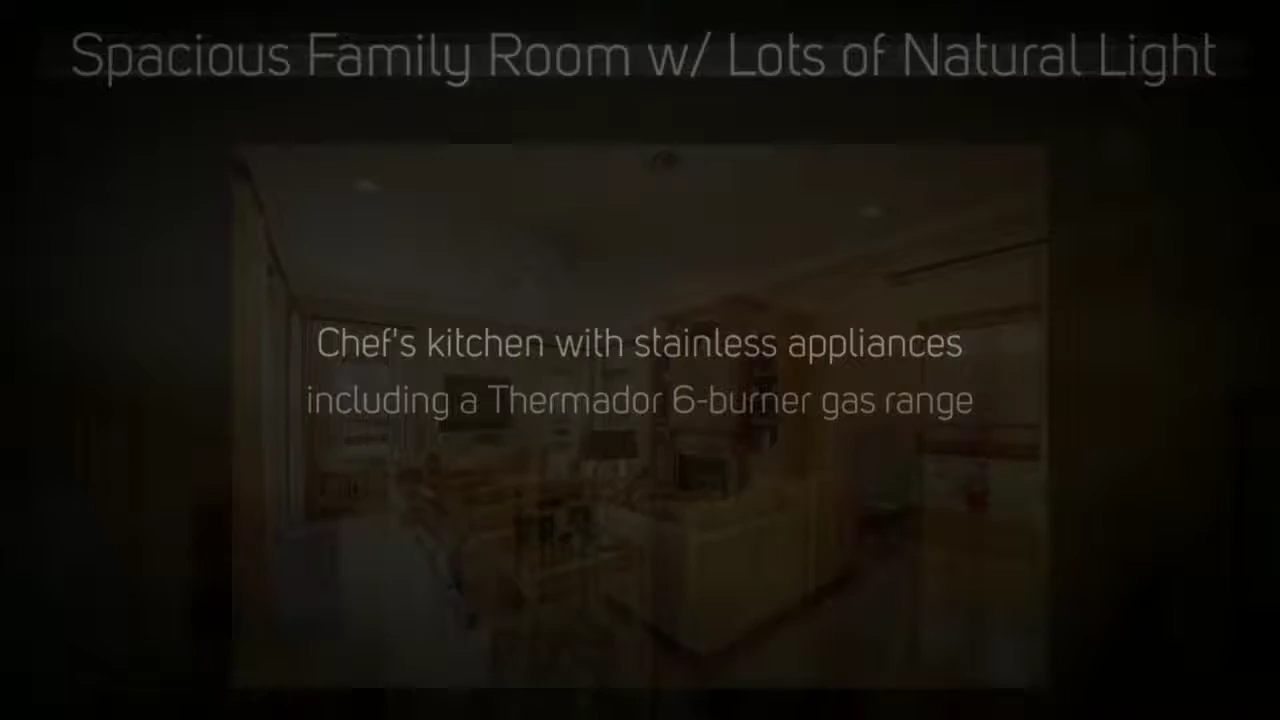 Spacious Family Room w/ Lots of Natural Light
Chef's kitchen with stainless appliances
including a Thermador 6-burner gas range